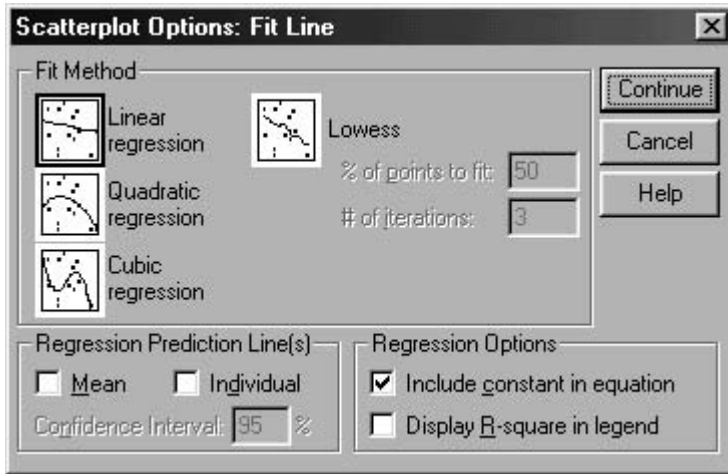 Scatterplot Options: Fit Line
Fit Method
Linear
regression
Quadratic
regression
Cubic
regression
Lowess
% of points to fit: 50
# of iterations: 3
Continue
Cancel
Help
Regression Prediction Line(s)
Mean Individual
Confidence Interval: 95 %
Regression Options
Include constant in equation
Display R-square in legend